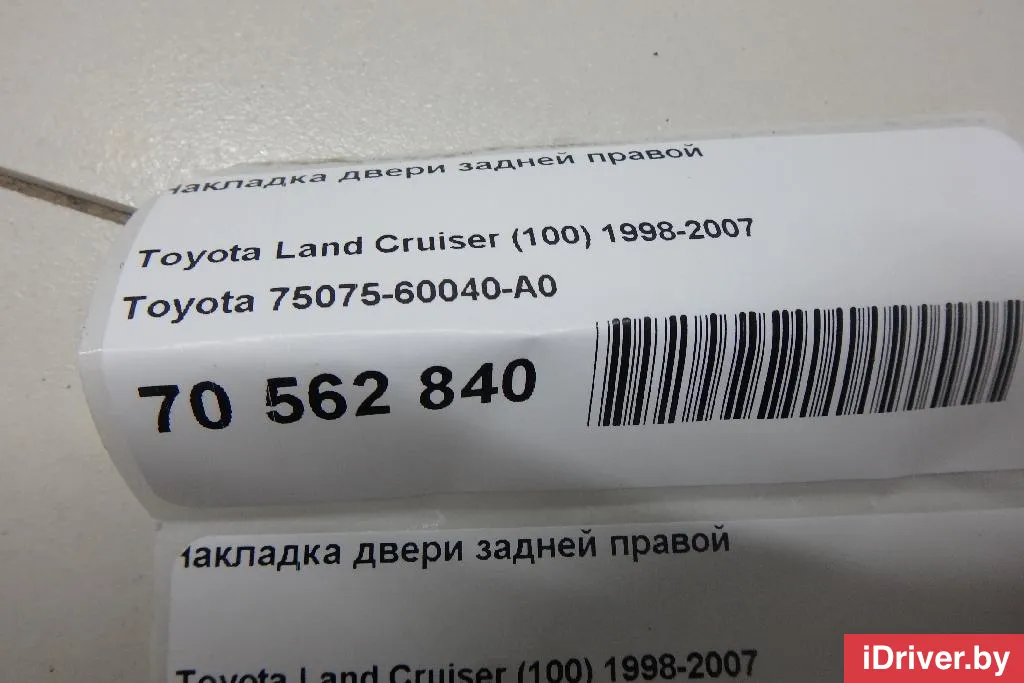 Накладка двери задней правой
Toyota Land Cruiser (100) 1998-2007
Toyota 75075-60040-A0
70 562 840
Накладка двери задней правой
Toyota Land Cruiser (100) 1998-2007
iDriver.by